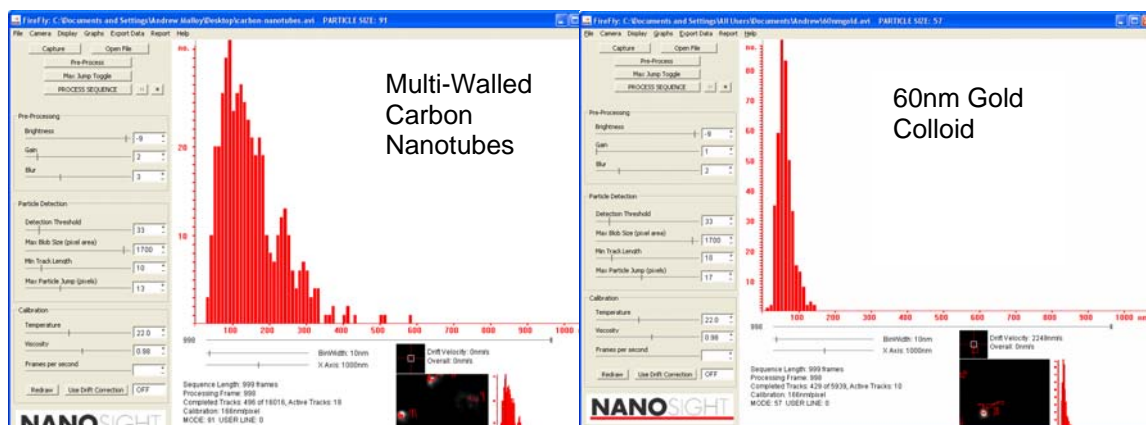 FireFly: C:\Documents and Settings\Andrew Malloy\Desktop\carbon-nanotubes.avi PARTICLE SIZE: 91
File Camera Display Graphs Export Data Report Help
Capture Open File
Pre-Process
Max Jump Toggle
PROCESS SEQUENCE
Pre-Processing
Brightness -9
Gain 2
Blur 3
Particle Detection
Detection Threshold 33
Max Blob Size (pixel area) 1700
Min Track Length 10
Max Particle Jump (pixels) 13
Calibration
Temperature 22.0
Viscosity 0.98
Frames per second
Redraw Use Drift Correction OFF
NANOSIGHT
no.
20
10
100 200 300 400 500 600 700 800 900 1000
Multi-Walled
Carbon
Nanotubes
998
BinWidth: 10nm
X Axis: 1000nm
Drift Velocity: 0nm/s
Overall: 0nm/s
Sequence Length: 999 frames
Processing Frame: 998
Completed Tracks: 496 of 16016, Active Tracks: 18
Calibration: 166nm/pixel
MODE: 91 USER LINE: 0
FireFly: C:\Documents and Settings\All Users\Documents\Andrew\60nmgold.avi PARTICLE SIZE: 57
File Camera Display Graphs Export Data Report Help
Capture Open File
Pre-Process
Max Jump Toggle
PROCESS SEQUENCE
Pre-Processing
Brightness -9
Gain 1
Blur 2
Particle Detection
Detection Threshold 33
Max Blob Size (pixel area) 1700
Min Track Length 10
Max Particle Jump (pixels) 17
Calibration
Temperature 22.0
Viscosity 0.98
Frames per second
Redraw Use Drift Correction OFF
NANOSIGHT
no.
80
70
60
50
40
30
20
10
100 200 300 400 500 600 700 800 900 1000 nm
60nm Gold
Colloid
998
BinWidth: 10nm
X Axis: 1000nm
Drift Velocity: 2248nm/s
Overall: 0nm/s
Sequence Length: 999 frames
Processing Frame: 998
Completed Tracks: 429 of 5939, Active Tracks: 10
Calibration: 166nm/pixel
MODE: 57 USER LINE: 0